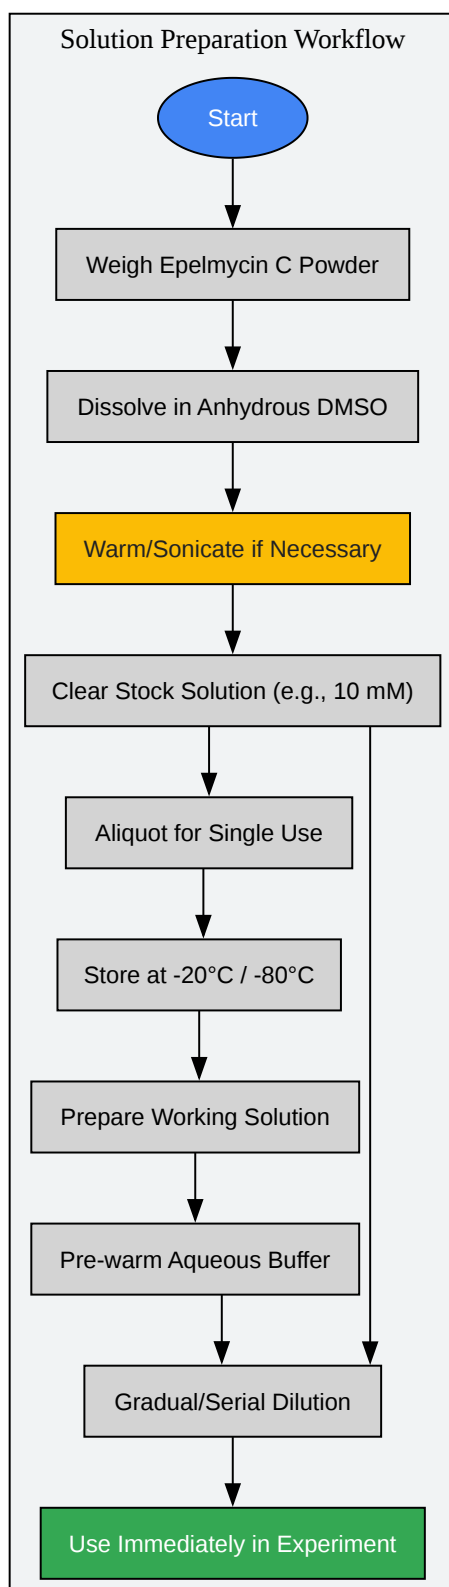 Solution Preparation Workflow
Start
Weigh Epelmycin C Powder
Dissolve in Anhydrous DMSO
Warm/Sonicate if Necessary
Clear Stock Solution (e.g., 10 mM)
Aliquot for Single Use
Store at -20°C / -80°C
Prepare Working Solution
Pre-warm Aqueous Buffer
Gradual/Serial Dilution
Use Immediately in Experiment